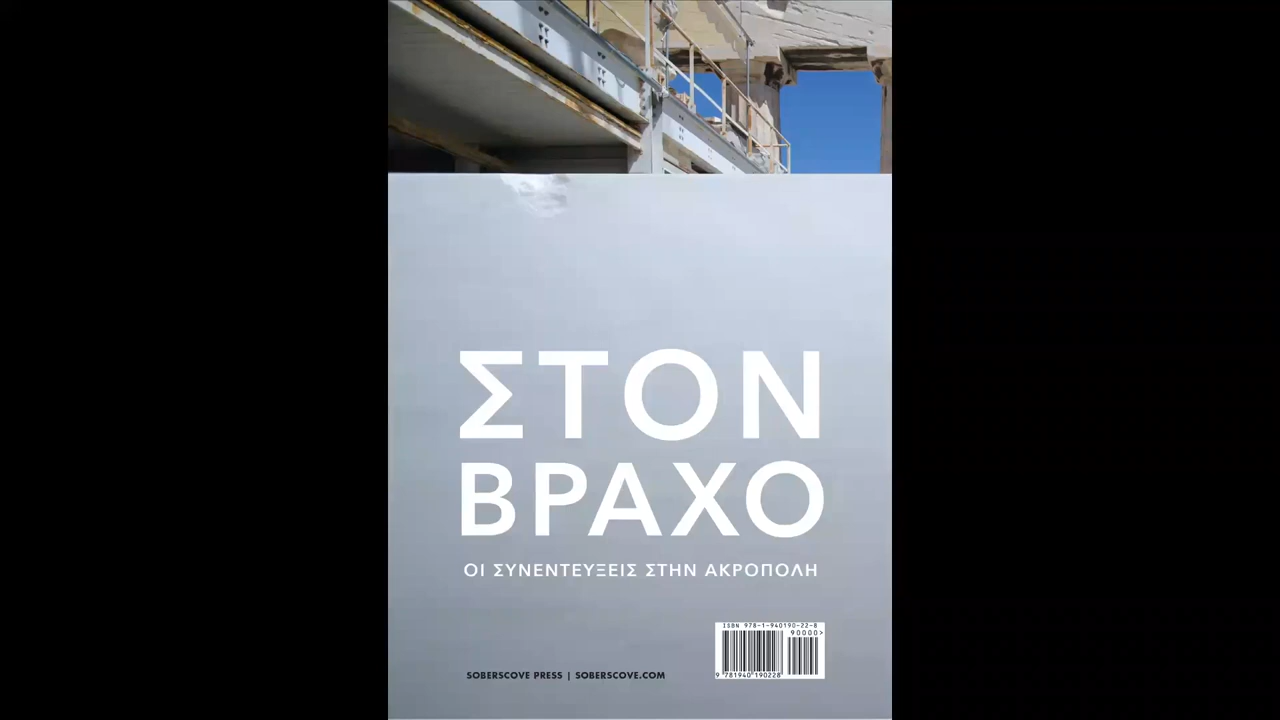 ΣΤΟΝ
ΒΡΑΧΟ
ΟΙ ΣΥΝΕΝΤΕΥΞΕΙΣ ΣΤΗΝ ΑΚΡΟΠΟΛΗ
ISBN 978-1-940190-22-8
90000>
9 781940 190228
SOBERSCOVE PRESS | SOBERSCOVE.COM